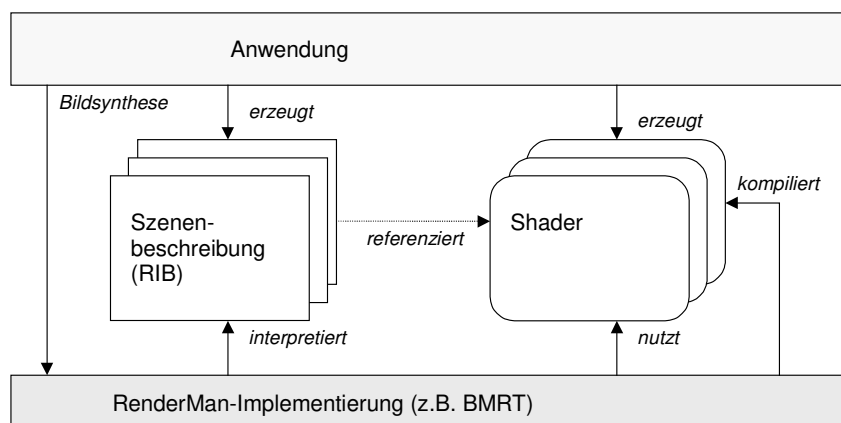 Anwendung
Bildsynthese
erzeugt
erzeugt
kompiliert
Szenen-
beschreibung
(RIB)
referenziert
Shader
interpretiert
nutzt
RenderMan-Implementierung (z.B. BMRT)